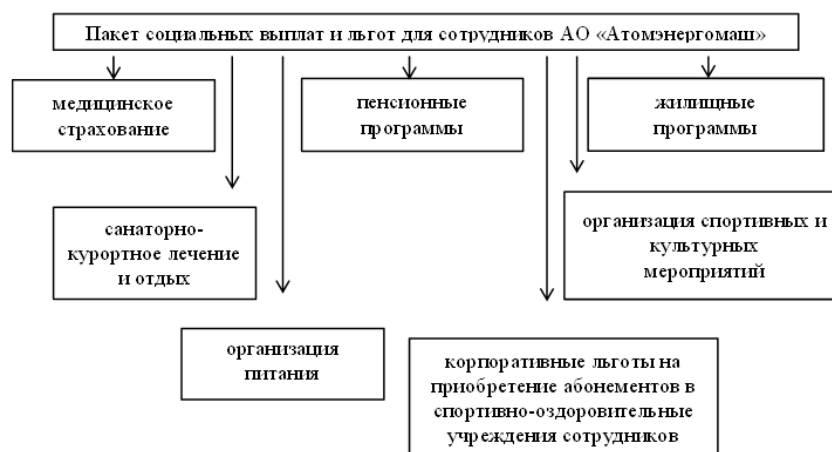 Пакет социальных выплат и льгот для сотрудников АО «Атомэнергомаш»
медицинское
страхование
пенсионные
программы
жилищные
программы
санаторно-
курортное лечение
и отдых
организация спортивных и
культурных
мероприятий
организация
питания
корпоративные льготы на
приобретение абонементов в
спортивно-оздоровительные
учреждения сотрудников